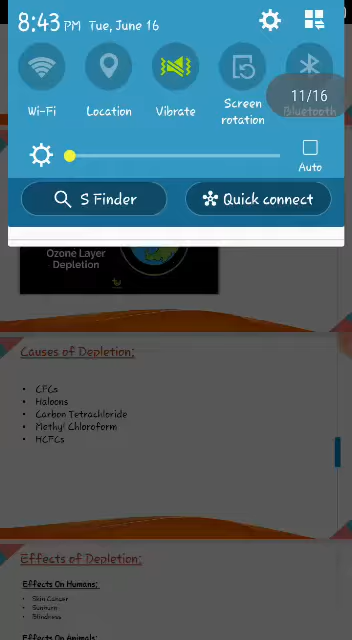 8:43 PM Tue, June 16
Wi-Fi
Location
Vibrate
Screen rotation
Bluetooth
11/16
Auto
S Finder
Quick connect
Ozone Layer
Depletion
Causes of Depletion:
• CFCs
• Haloons
• Carbon Tetrachloride
• Methyl Chloroform
• HCFCs
Effects of Depletion:
Effects On Humans:
• Skin Cancer
• Sunburn
• Blindness
Effects On Animals: